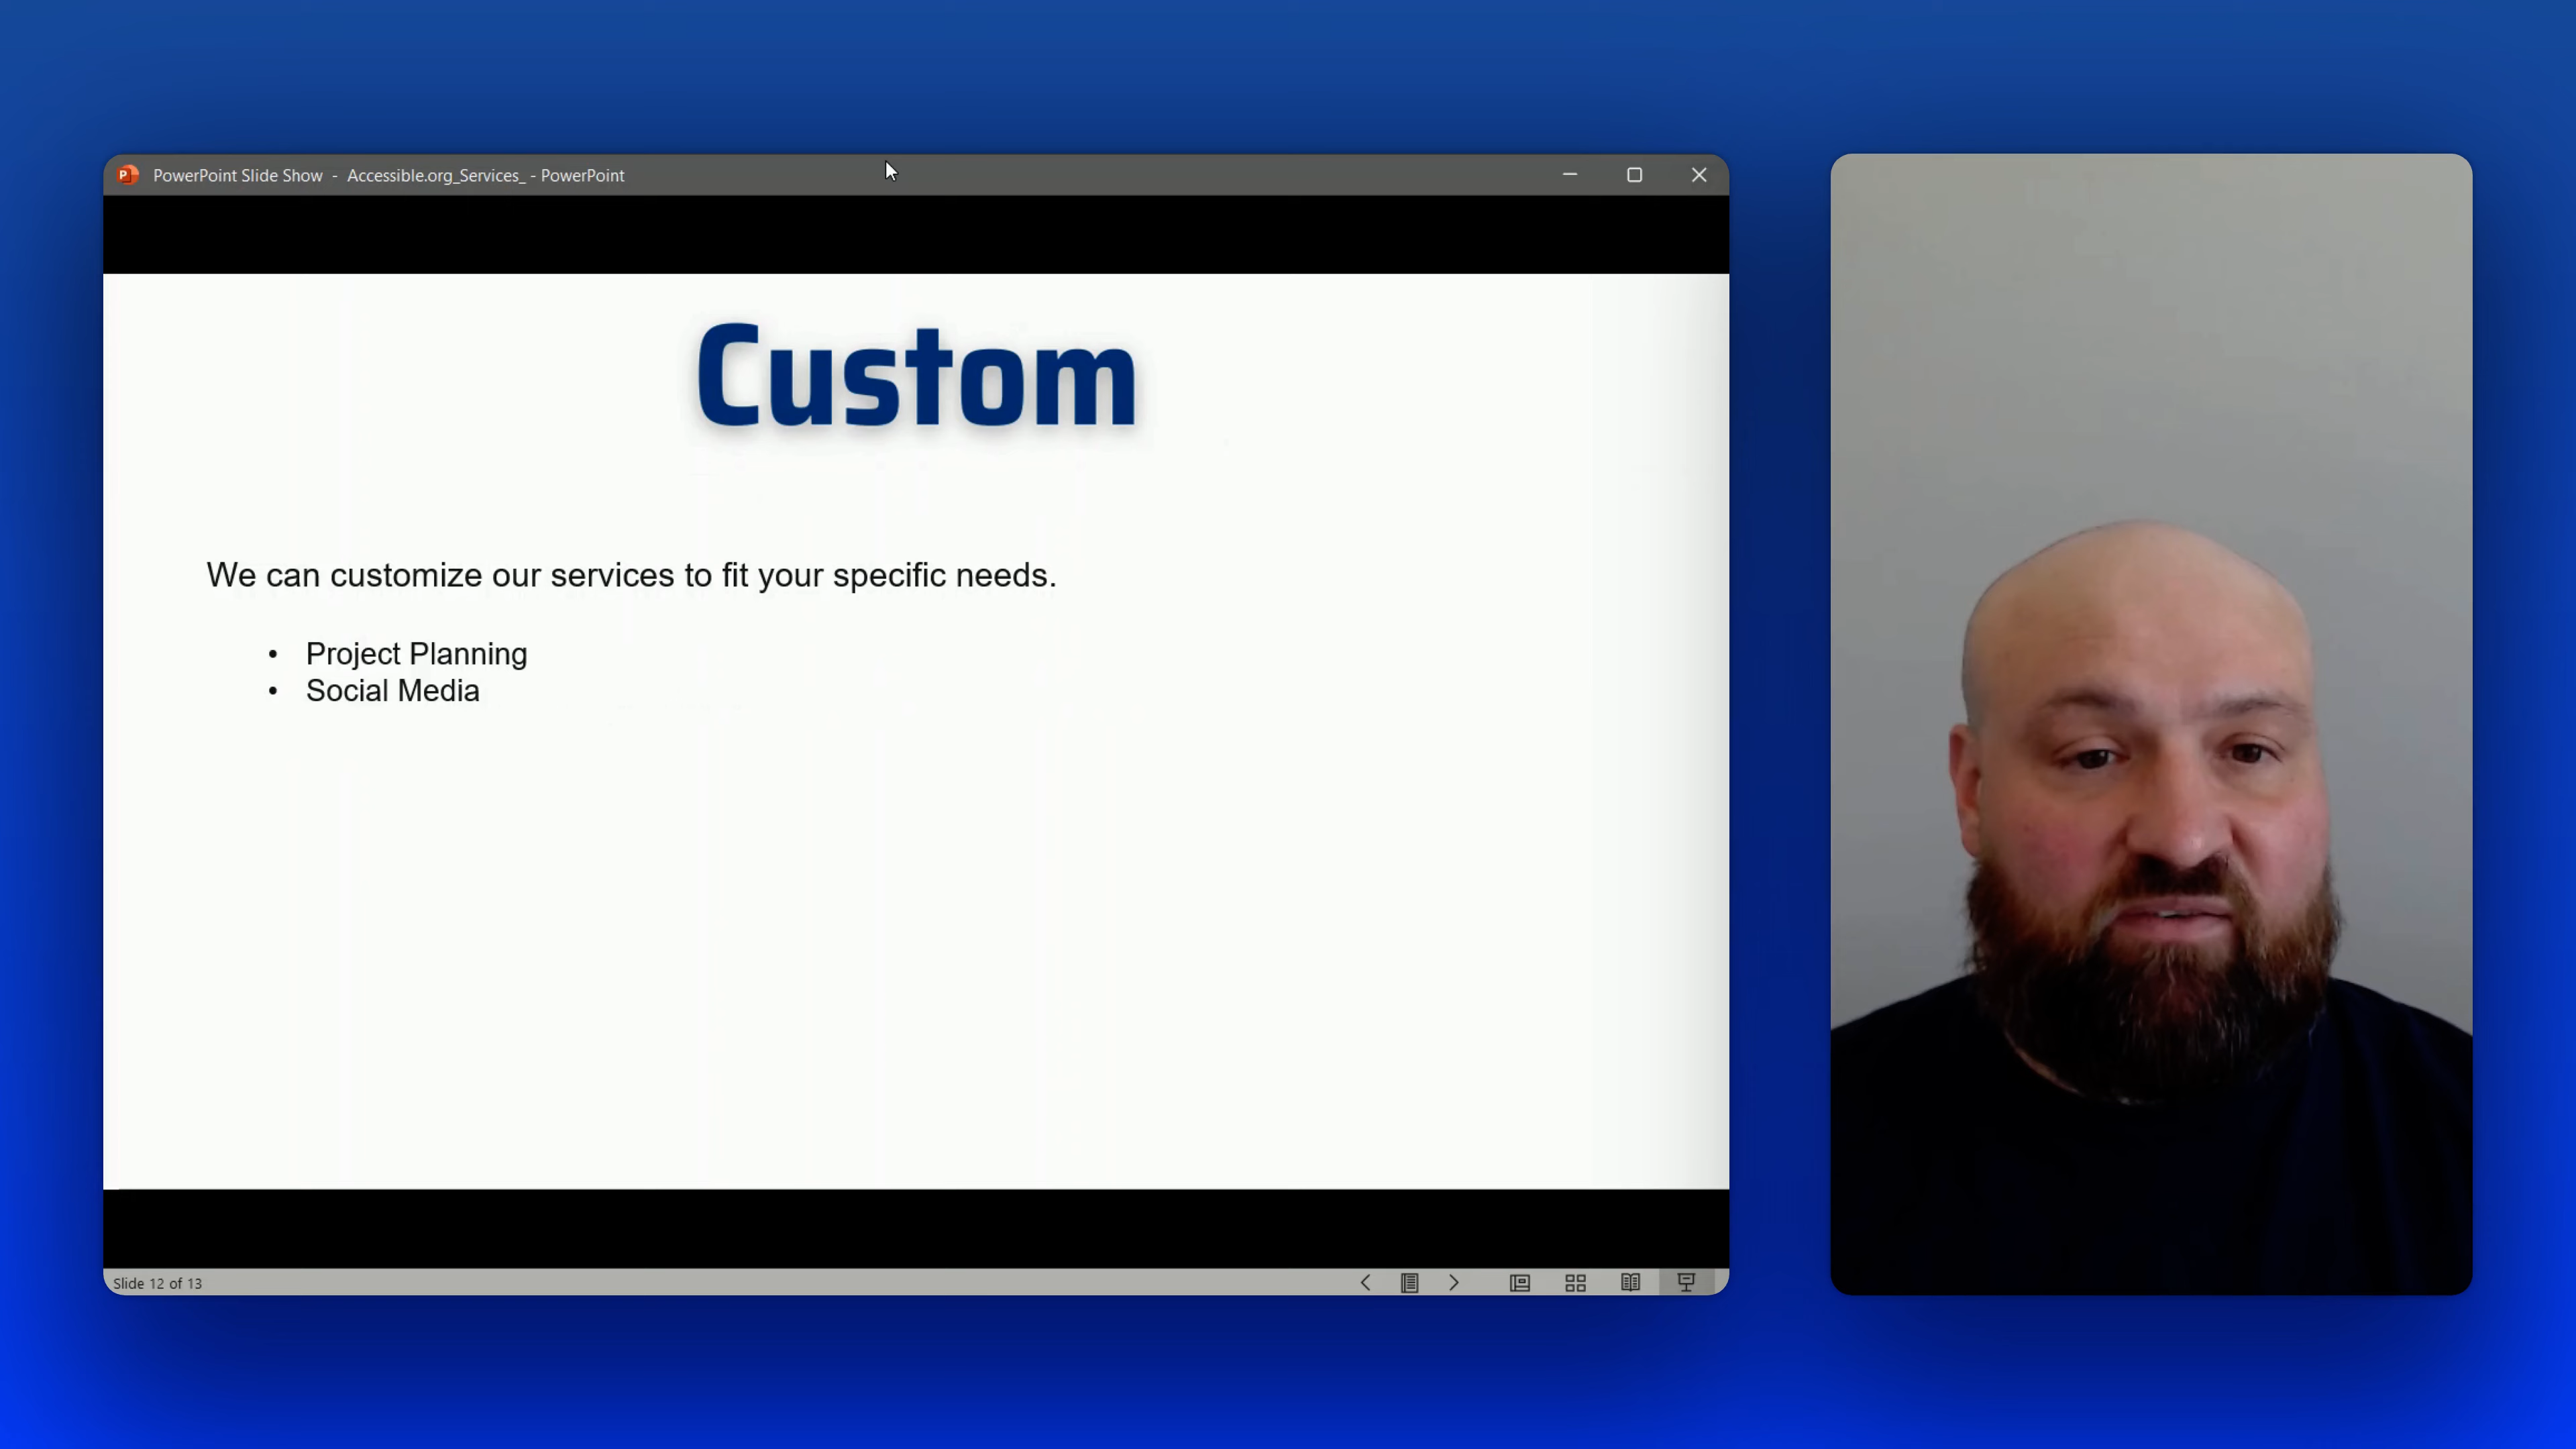 PowerPoint Slide Show - Accessible.org_Services_ - PowerPoint
Custom
We can customize our services to fit your specific needs.
• Project Planning
• Social Media
Slide 12 of 13